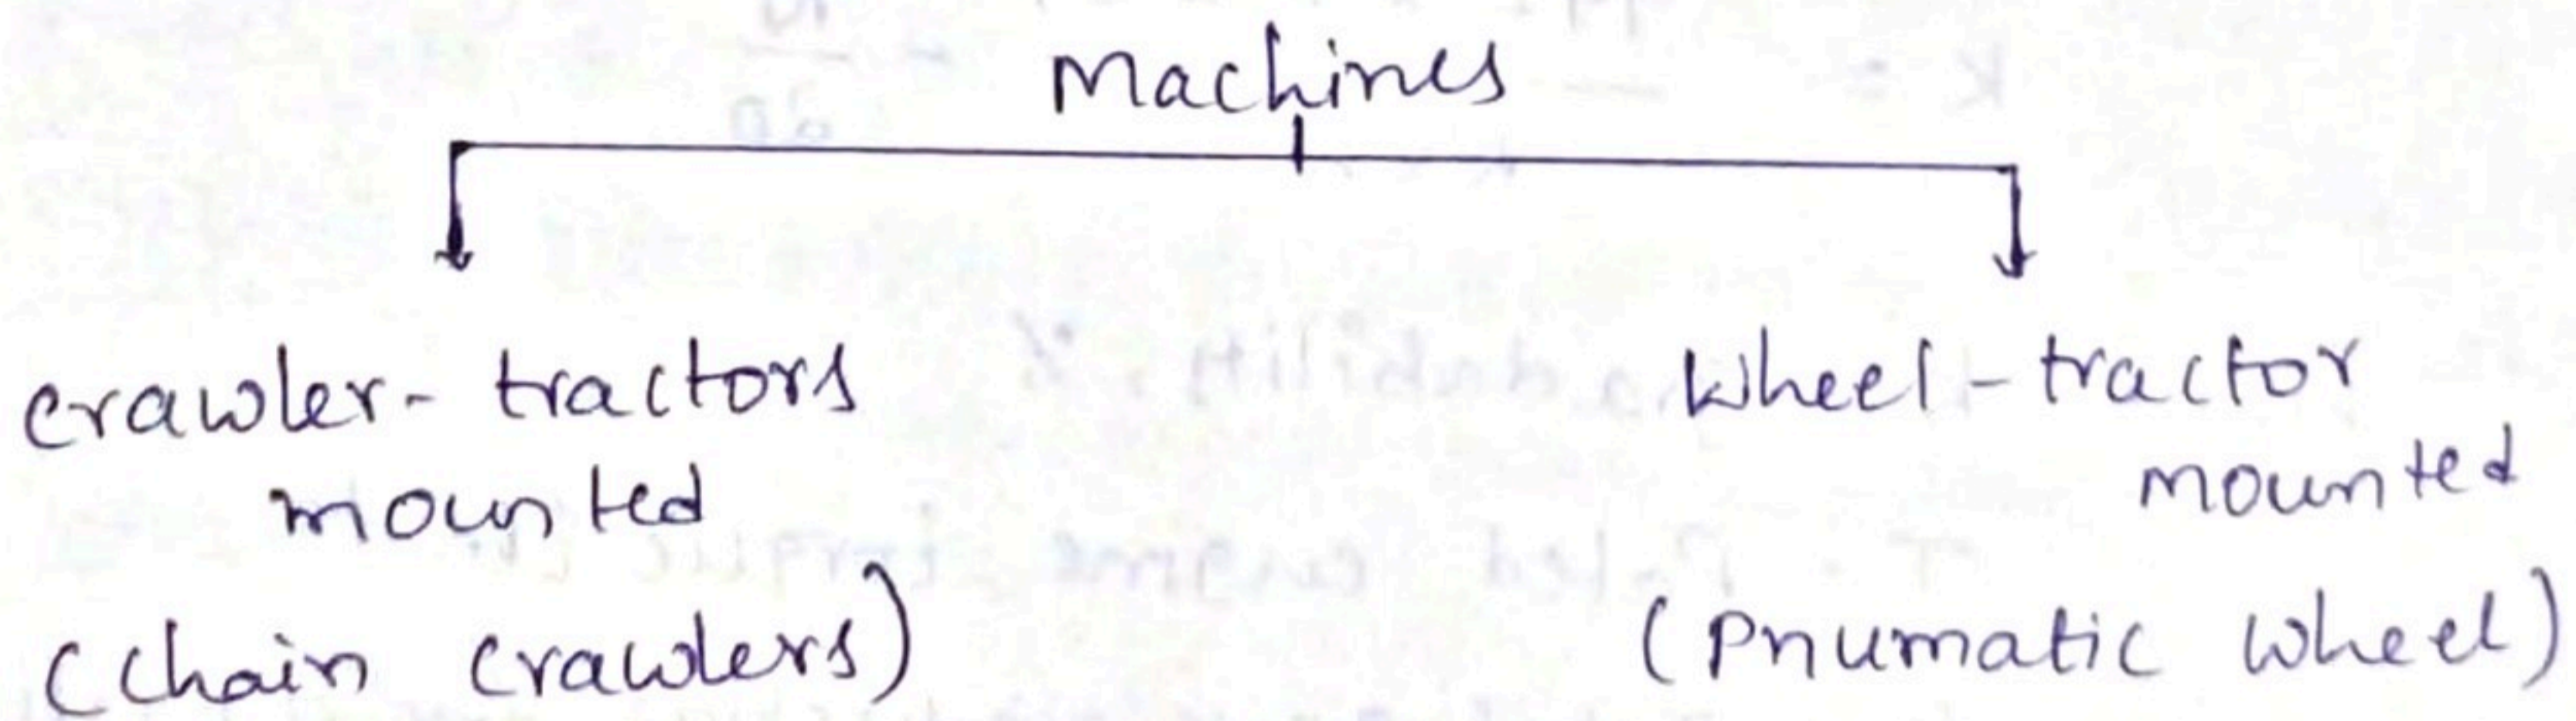 Machines
crawler-tractors
mounted
(chain crawlers)
Wheel-tractor
mounted
(Pnumatic wheel)